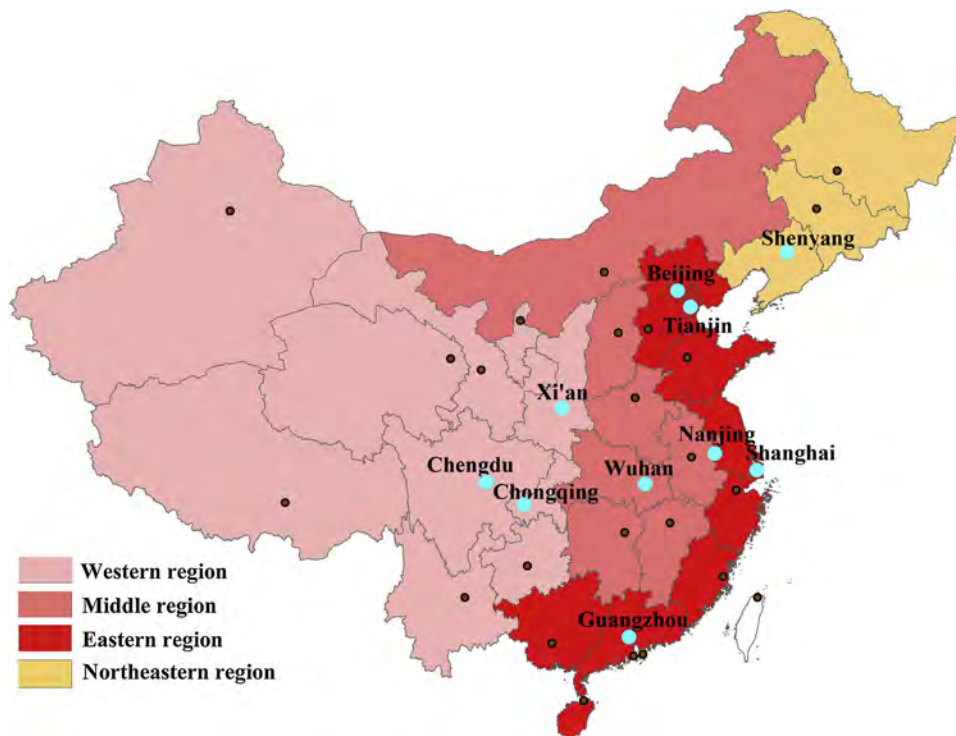 Shenyang
Beijing
Tianjin
Xi'an
Nanjing
Shanghai
Chengdu
Wuhan
Chongqing
Western region
Middle region
Guangzhou
Eastern region
Northeastern region